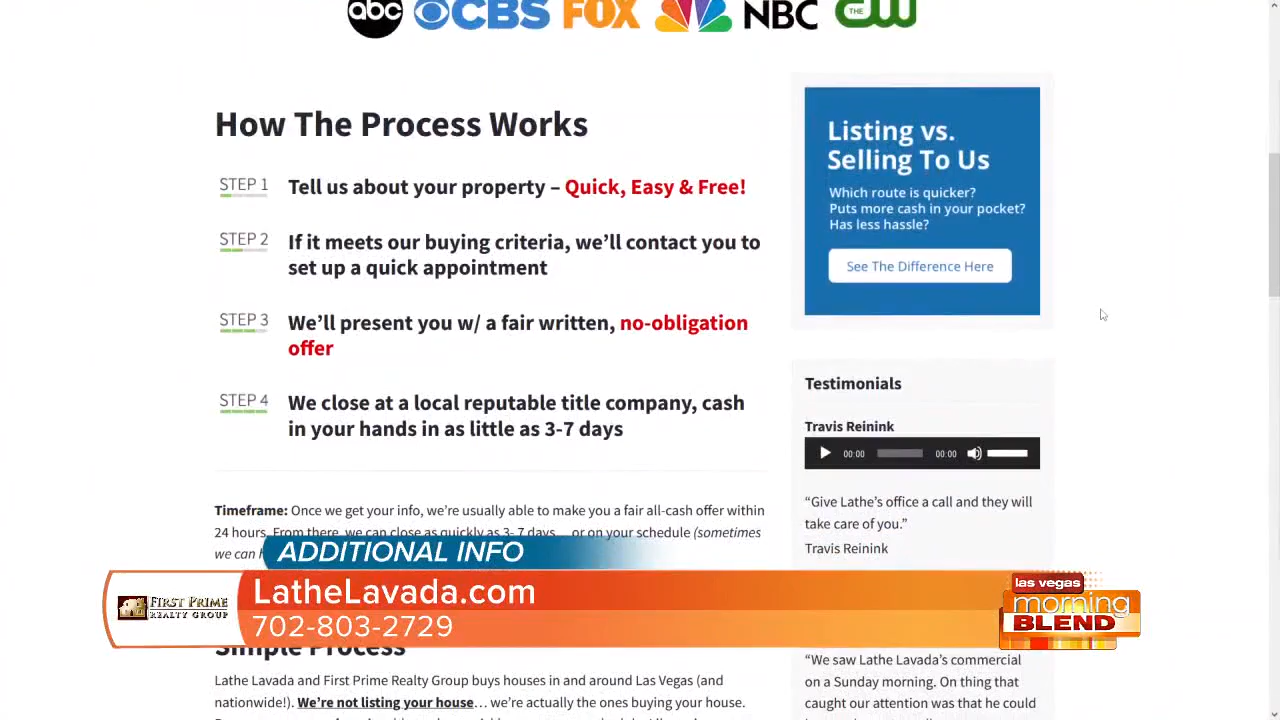 abc CBS FOX NBC THE CW
How The Process Works
STEP 1 Tell us about your property – Quick, Easy & Free!
STEP 2 If it meets our buying criteria, we’ll contact you to
set up a quick appointment
STEP 3 We’ll present you w/ a fair written, no-obligation
offer
STEP 4 We close at a local reputable title company, cash
in your hands in as little as 3-7 days
Timeframe: Once we get your info, we’re usually able to make you a fair all-cash offer within
24 hours. From there, we can close as quickly as 3- 7 days… or on your schedule (sometimes
we can
Simple Process
Lathe Lavada and First Prime Realty Group buys houses in and around Las Vegas (and
nationwide!). We’re not listing your house… we’re actually the ones buying your house.
Listing vs.
Selling To Us
Which route is quicker?
Puts more cash in your pocket?
Has less hassle?
See The Difference Here
Testimonials
Travis Reinink
00:00 00:00
“Give Lathe’s office a call and they will
take care of you.”
Travis Reinink
“We saw Lathe Lavada’s commercial
on a Sunday morning. On thing that
caught our attention was that he could
ADDITIONAL INFO
FIRST PRIME
REALTY GROUP
LatheLavada.com
702-803-2729
las vegas
morning
BLEND